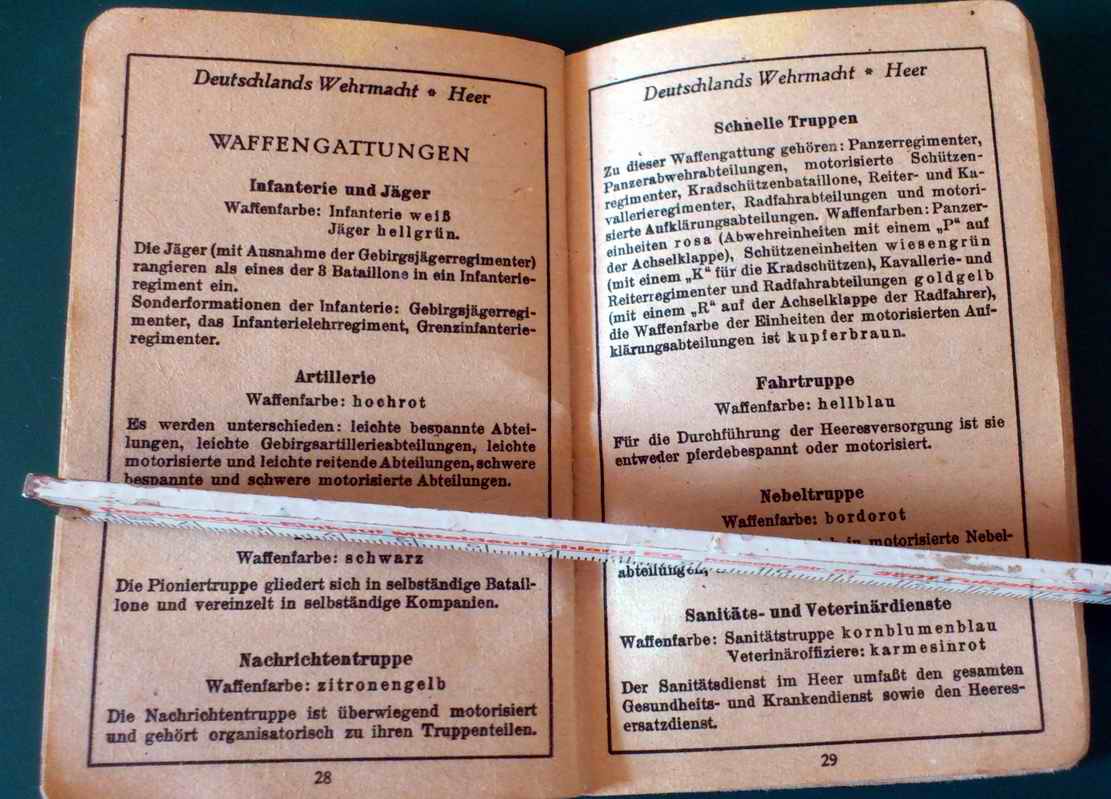 Deutschlands Wehrmacht * Heer
WAFFENGATTUNGEN
Infanterie und Jäger
Waffenfarbe: Infanterie weiß
Jäger hellgrün.
Die Jäger (mit Ausnahme der Gebirgsjägerregimenter)
rangieren als eines der 3 Bataillone in ein Infanterie-
regiment ein.
Sonderformationen der Infanterie: Gebirgsjägerregi-
menter, das Infanterielehrregiment, Grenzinfanterie-
regimenter.
Artillerie
Waffenfarbe: hochrot
Es werden unterschieden: leichte bespannte Abtei-
lungen, leichte Gebirgsartillerieabteilungen, leichte
motorisierte und leichte reitende Abteilungen, schwere
bespannte und schwere motorisierte Abteilungen.
Waffenfarbe: schwarz
Die Pioniertruppe gliedert sich in selbständige Batail-
lone und vereinzelt in selbständige Kompanien.
Nachrichtentruppe
Waffenfarbe: zitronengelb
Die Nachrichtentruppe ist überwiegend motorisiert
und gehört organisatorisch zu ihren Truppenteilen.
28
Deutschlands Wehrmacht * Heer
Schnelle Truppen
Zu dieser Waffengattung gehören: Panzerregimenter,
Panzerabwehrabteilungen, motorisierte Schützen-
regimenter, Kradschützenbataillone, Reiter- und Ka-
vallerieregimenter, Radfahrabteilungen und motori-
sierte Aufklärungsabteilungen. Waffenfarben: Panzer-
einheiten rosa (Abwehreinheiten mit einem „P“ auf
der Achselklappe), Schützeneinheiten wiesengrün
(mit einem „K“ für die Kradschützen), Kavallerie- und
Reiterregimenter und Radfahrabteilungen goldgelb
(mit einem „R“ auf der Achselklappe der Radfahrer),
die Waffenfarbe der Einheiten der motorisierten Auf-
klärungsabteilungen ist kupferbraun.
Fahrtruppe
Waffenfarbe: hellblau
Für die Durchführung der Heeresversorgung ist sie
entweder pferdebespannt oder motorisiert.
Nebeltruppe
Waffenfarbe: bordorot
in motorisierte Nebel-
abteilungen,
Sanitäts- und Veterinärdienste
Waffenfarbe: Sanitätstruppe kornblumenblau
Veterinäroffiziere: karmesinrot
Der Sanitätsdienst im Heer umfaßt den gesamten
Gesundheits- und Krankendienst sowie den Heeres-
ersatzdienst.
29